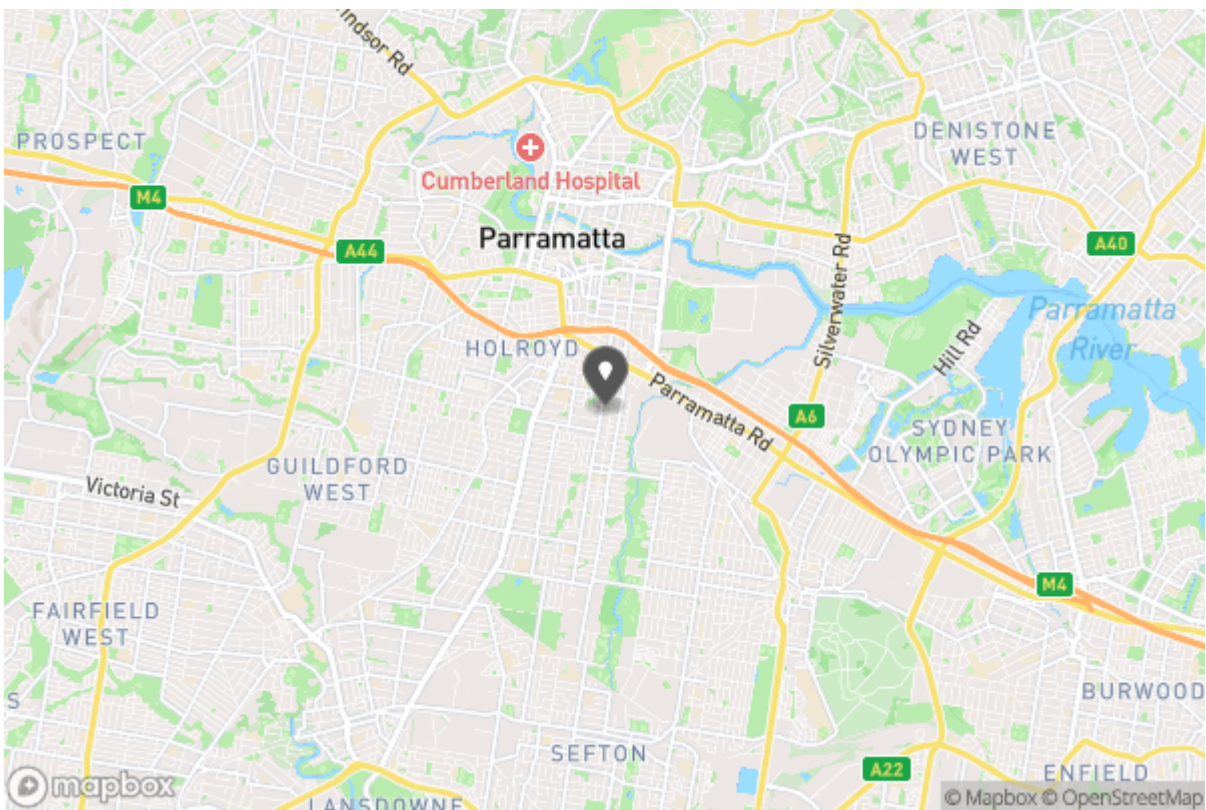 indsor Rd
PROSPECT
DENISTONE
WEST
M4
Cumberland Hospital
Parramatta
A44
A40
Silverwater Rd
Parramatta
River
Hill Rd
HOLROYD
Parramatta Rd
A6
SYDNEY
OLYMPIC PARK
GUILDFORD
WEST
Victoria St
M4
FAIRFIELD
WEST
S
BURWOOD
SEFTON
A22
ENFIELD
mapbox
LANSDOWNE
© Mapbox © OpenStreetMap